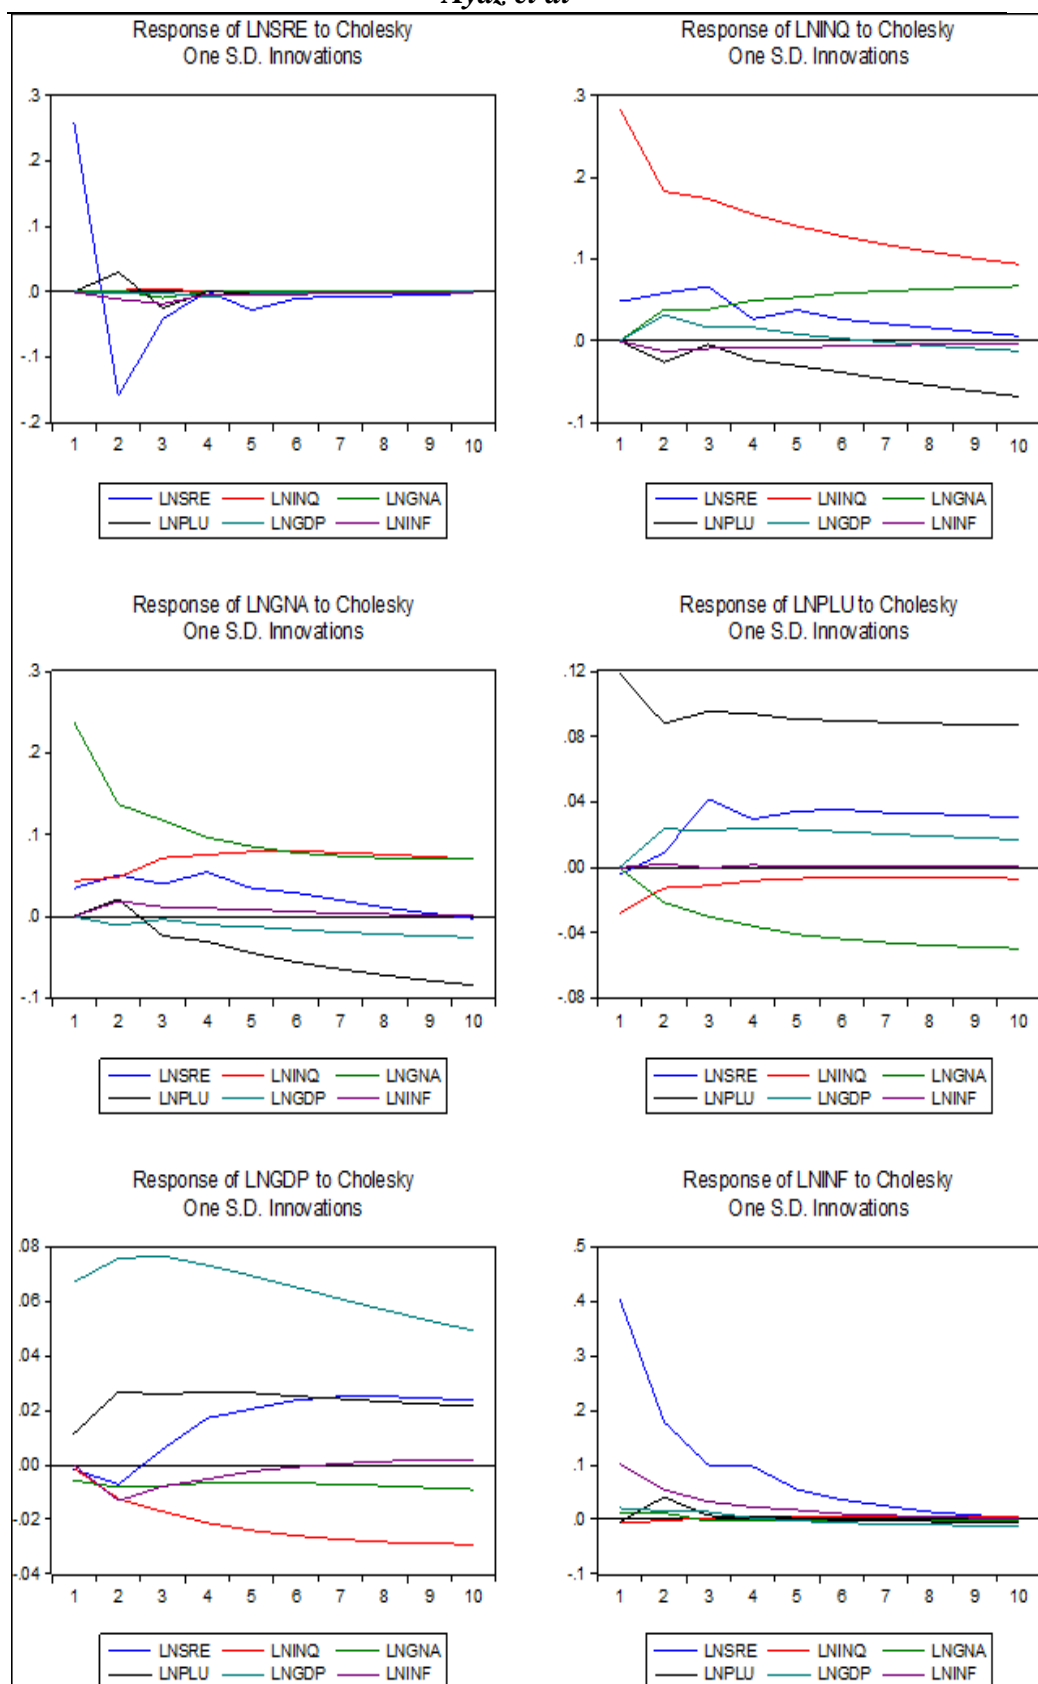 Ayaz et al
Response of LNSRE to Cholesky
One S.D. Innovations
.3
.2
.1
.0
-.1
-.2
1 2 3 4 5 6 7 8 9 10
LNSRE LNINQ LNGNA
LNPLU LNGDP LNINF
Response of LNINQ to Cholesky
One S.D. Innovations
.3
.2
.1
.0
-.1
1 2 3 4 5 6 7 8 9 10
LNSRE LNINQ LNGNA
LNPLU LNGDP LNINF
Response of LNGNA to Cholesky
One S.D. Innovations
.3
.2
.1
.0
-.1
1 2 3 4 5 6 7 8 9 10
LNSRE LNINQ LNGNA
LNPLU LNGDP LNINF
Response of LNPLU to Cholesky
One S.D. Innovations
.12
.08
.04
.00
-.04
-.08
1 2 3 4 5 6 7 8 9 10
LNSRE LNINQ LNGNA
LNPLU LNGDP LNINF
Response of LNGDP to Cholesky
One S.D. Innovations
.08
.06
.04
.02
.00
-.02
-.04
1 2 3 4 5 6 7 8 9 10
LNSRE LNINQ LNGNA
LNPLU LNGDP LNINF
Response of LNINF to Cholesky
One S.D. Innovations
.5
.4
.3
.2
.1
.0
-.1
1 2 3 4 5 6 7 8 9 10
LNSRE LNINQ LNGNA
LNPLU LNGDP LNINF